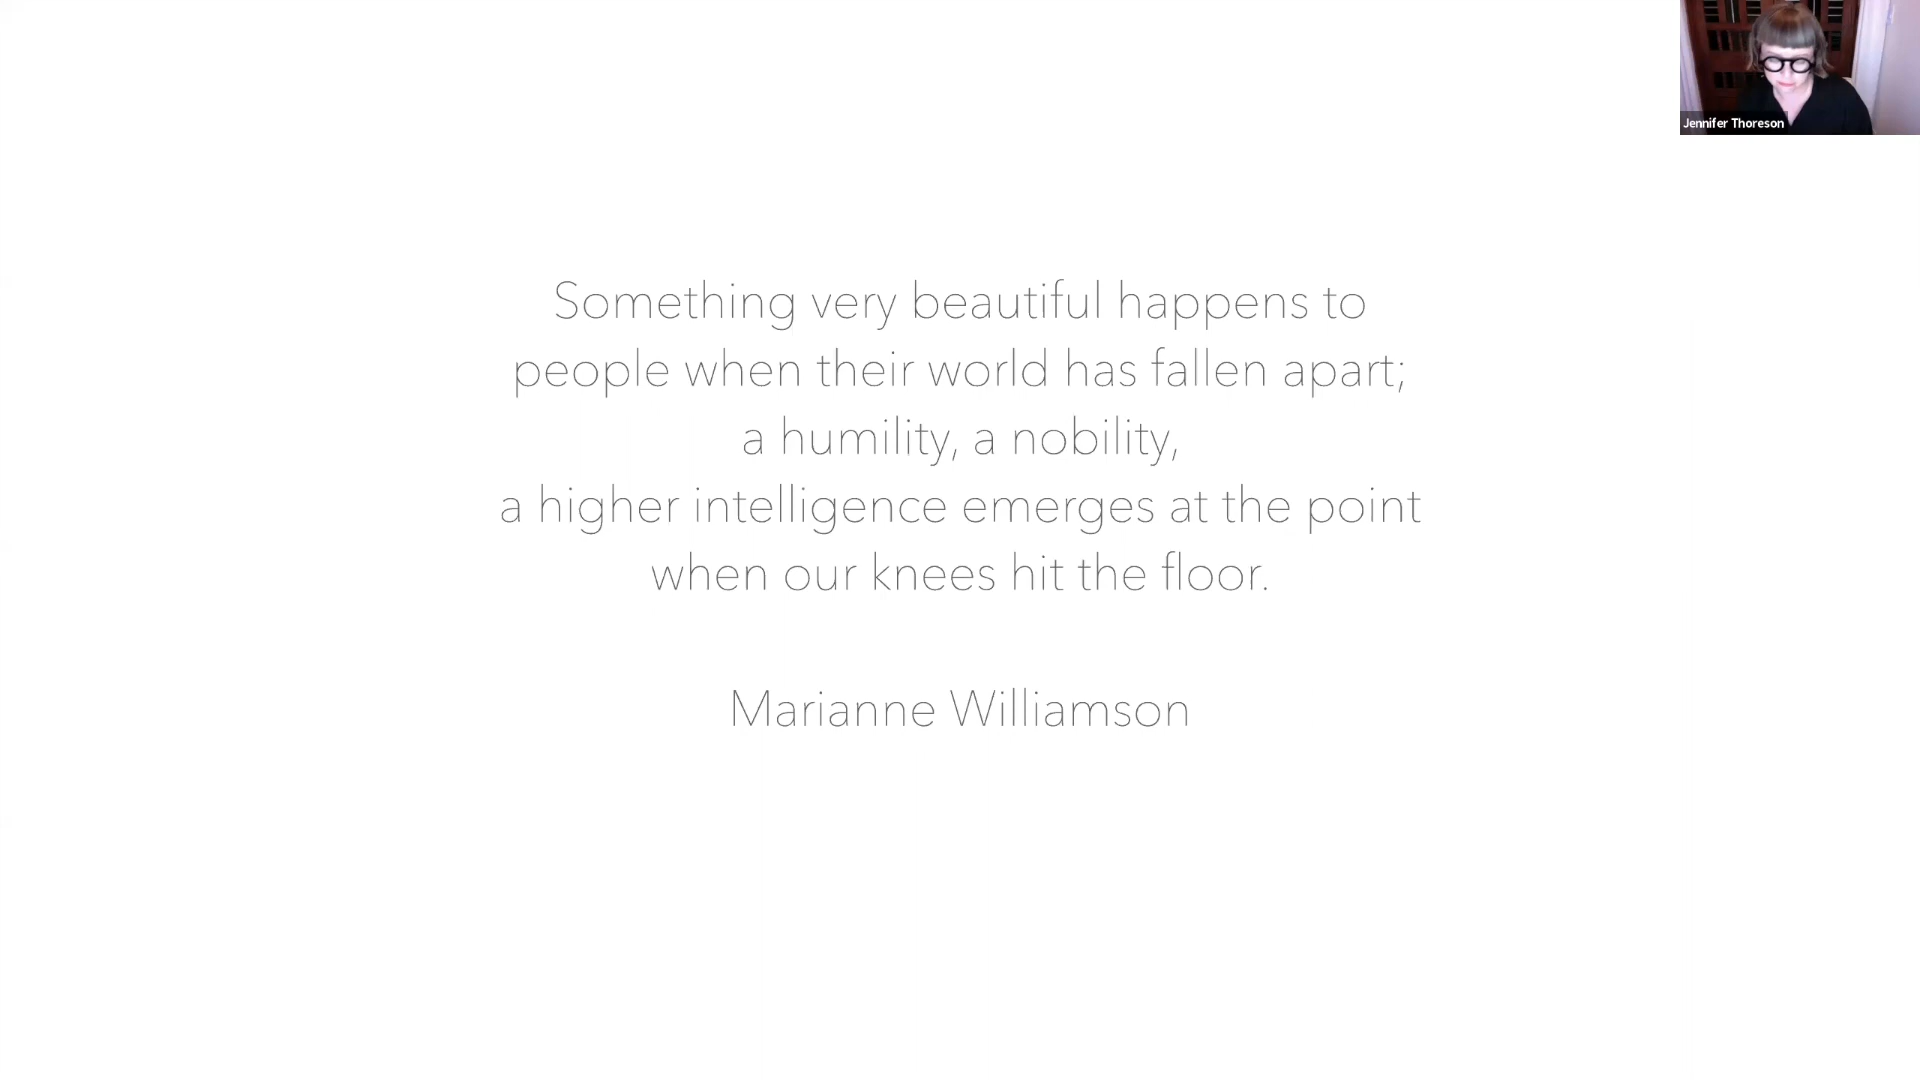 Jennifer Thoreson
Something very beautiful happens to
people when their world has fallen apart;
a humility, a nobility,
a higher intelligence emerges at the point
when our knees hit the floor.
Marianne Williamson